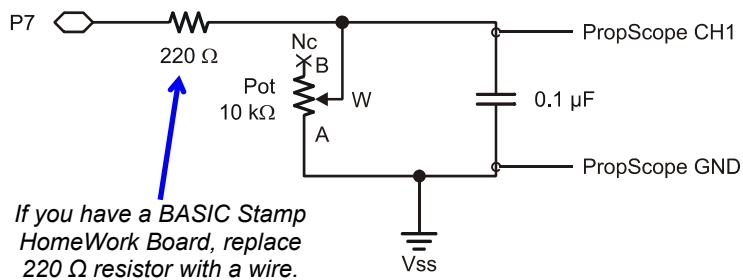 P7
220 Ω
Nc
B
Pot
10 kΩ
W
A
0.1 µF
PropScope CH1
PropScope GND
Vss
If you have a BASIC Stamp
HomeWork Board, replace
220 Ω resistor with a wire.